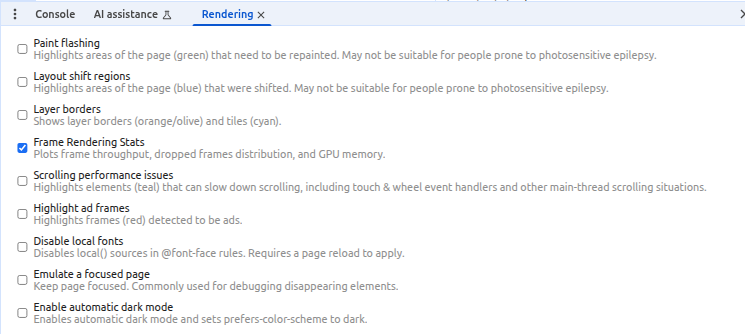 Console AI assistance Rendering
Paint flashing
Highlights areas of the page (green) that need to be repainted. May not be suitable for people prone to photosensitive epilepsy.
Layout shift regions
Highlights areas of the page (blue) that were shifted. May not be suitable for people prone to photosensitive epilepsy.
Layer borders
Shows layer borders (orange/olive) and tiles (cyan).
Frame Rendering Stats
Plots frame throughput, dropped frames distribution, and GPU memory.
Scrolling performance issues
Highlights elements (teal) that can slow down scrolling, including touch & wheel event handlers and other main-thread scrolling situations.
Highlight ad frames
Highlights frames (red) detected to be ads.
Disable local fonts
Disables local() sources in @font-face rules. Requires a page reload to apply.
Emulate a focused page
Keep page focused. Commonly used for debugging disappearing elements.
Enable automatic dark mode
Enables automatic dark mode and sets prefers-color-scheme to dark.